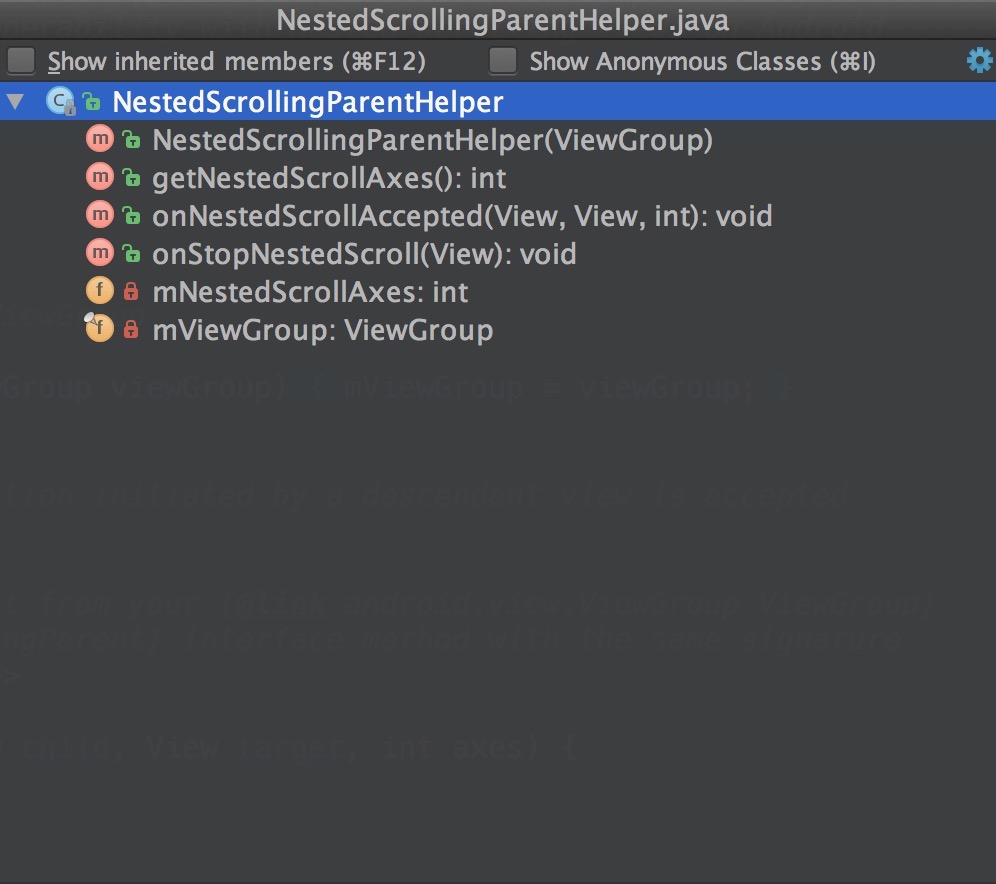 NestedScrollingParentHelper.java
Show inherited members (⌘F12) Show Anonymous Classes (⌘I)
NestedScrollingParentHelper
NestedScrollingParentHelper(ViewGroup)
getNestedScrollAxes(): int
onNestedScrollAccepted(View, View, int): void
onStopNestedScroll(View): void
mNestedScrollAxes: int
mViewGroup: ViewGroup
Group viewGroup) { mViewGroup = viewGroup; }
tion initiated by a descendant view is accepted
t from your {@link android.view.ViewGroup ViewGroup}
ngParent} interface method with the same signature
child, View target, int axes) {